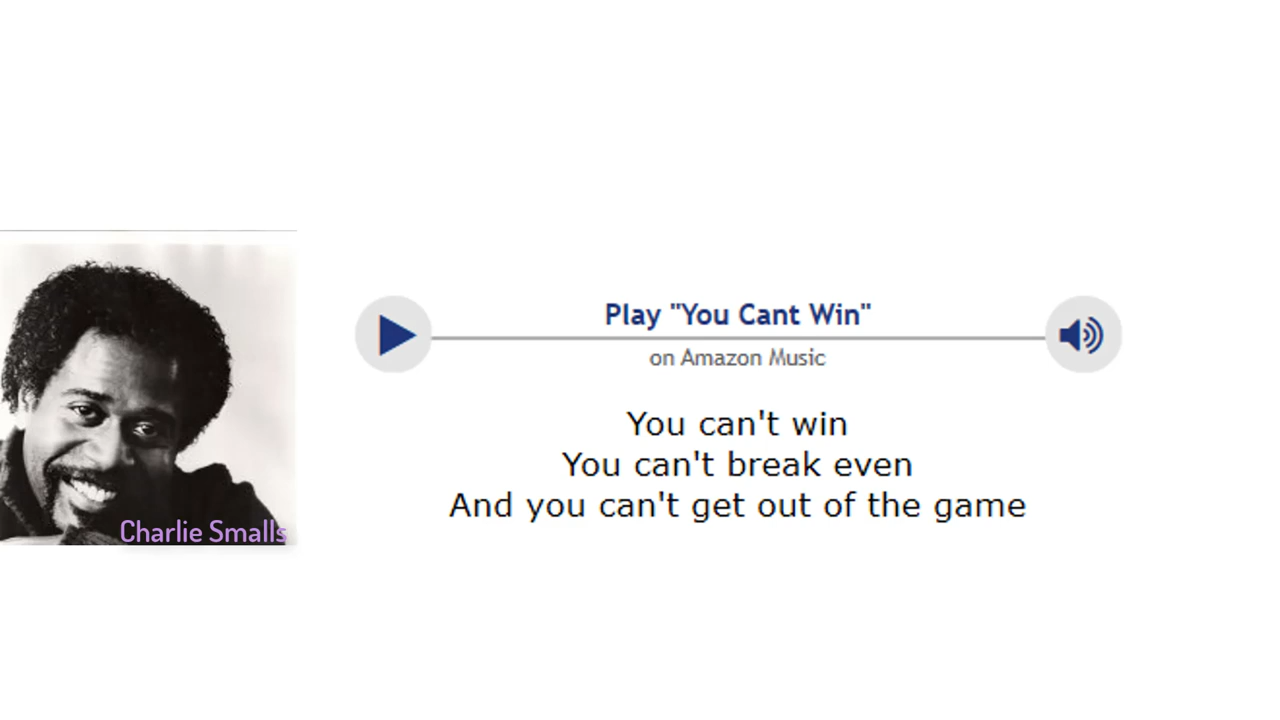 Charlie Smalls
Play "You Cant Win"
on Amazon Music
You can't win
You can't break even
And you can't get out of the game